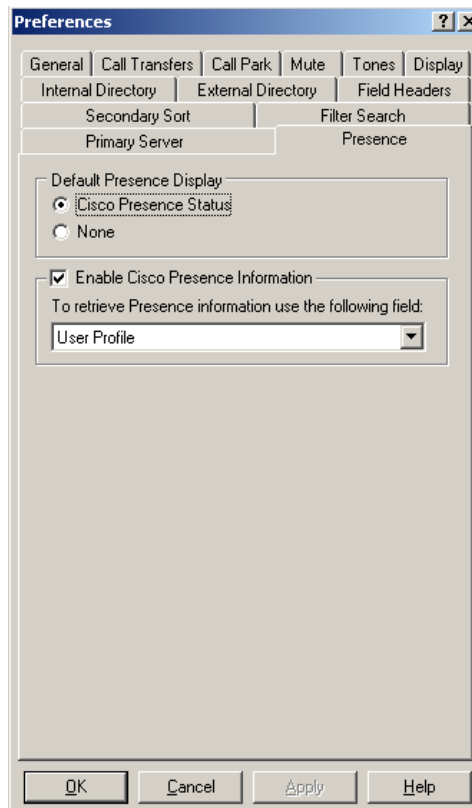 Preferences
General Call Transfers Call Park Mute Tones Display
Internal Directory External Directory Field Headers
Secondary Sort Filter Search
Primary Server Presence
Default Presence Display
Cisco Presence Status
None
Enable Cisco Presence Information
To retrieve Presence information use the following field:
User Profile
OK Cancel Apply Help